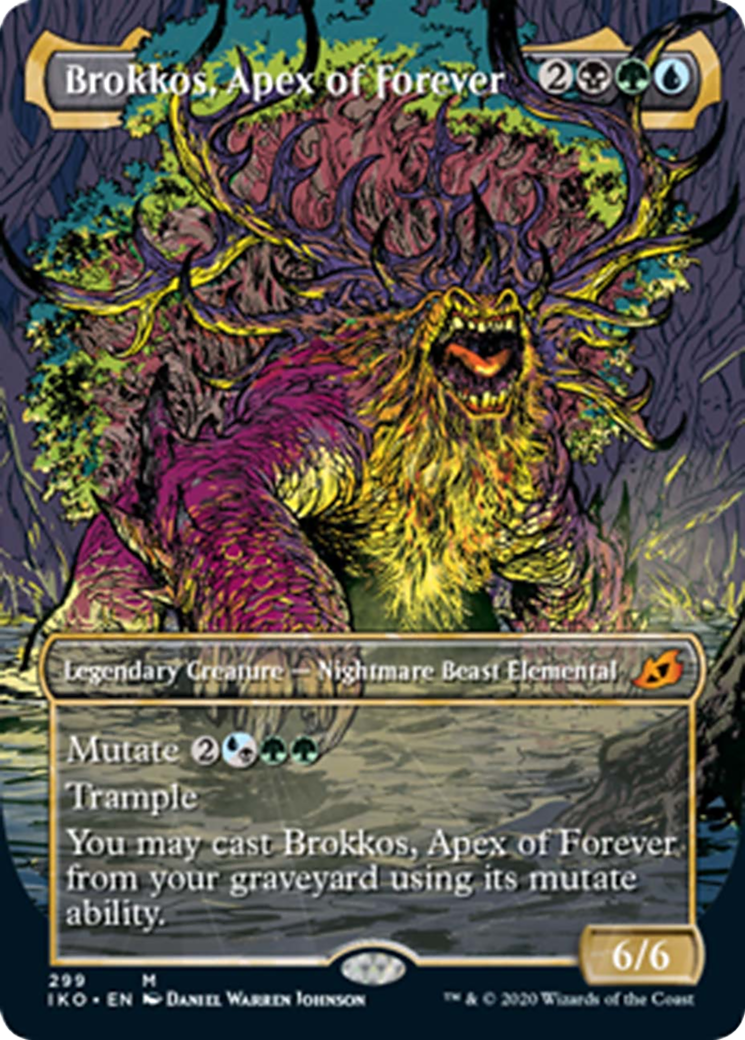 Brokkos, Apex of Forever 2
Legendary Creature — Nightmare Beast Elemental
Mutate 2
Trample
You may cast Brokkos, Apex of Forever
from your graveyard using its mutate
ability.
6/6
299 M
IKO • EN Daniel Warren Johnson ™ & © 2020 Wizards of the Coast